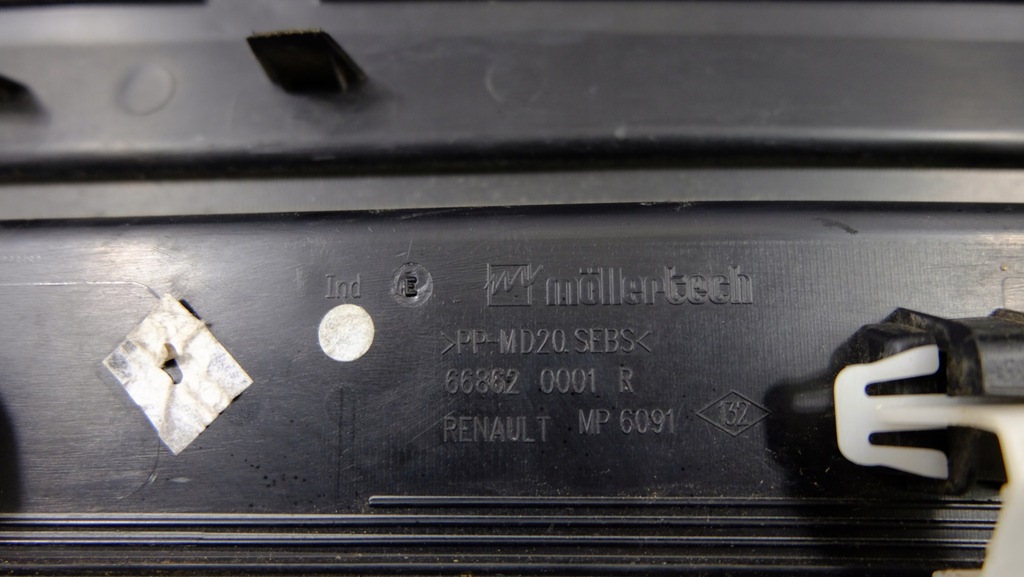 Ind E
möllertech
>PP-MD20.SEBS<
66862 0001 R
RENAULT MP 6091 132